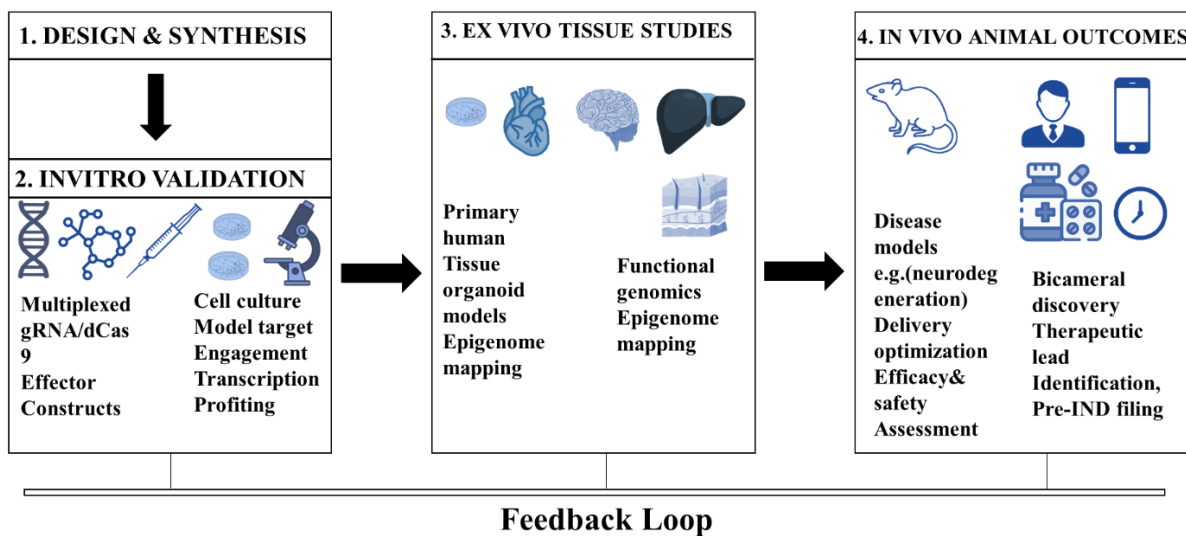 1. DESIGN & SYNTHESIS
2. INVITRO VALIDATION
Multiplexed
gRNA/dCas
9
Effector
Constructs
Cell culture
Model target
Engagement
Transcription
Profiting
3. EX VIVO TISSUE STUDIES
Primary
human
Tissue
organoid
models
Epigenome
mapping
Functional
genomics
Epigenome
mapping
4. IN VIVO ANIMAL OUTCOMES
Disease
models
e.g.(neurodeg
eneration)
Delivery
optimization
Efficacy&
safety
Assessment
Bicameral
discovery
Therapeutic
lead
Identification,
Pre-IND filing
Feedback Loop